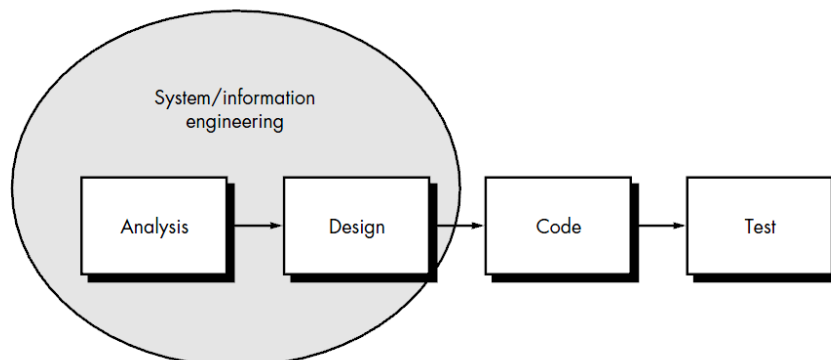 System/information
engineering
Analysis
Design
Code
Test